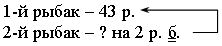 1-й рыбак – 43 р.
2-й рыбак – ? на 2 р. б.